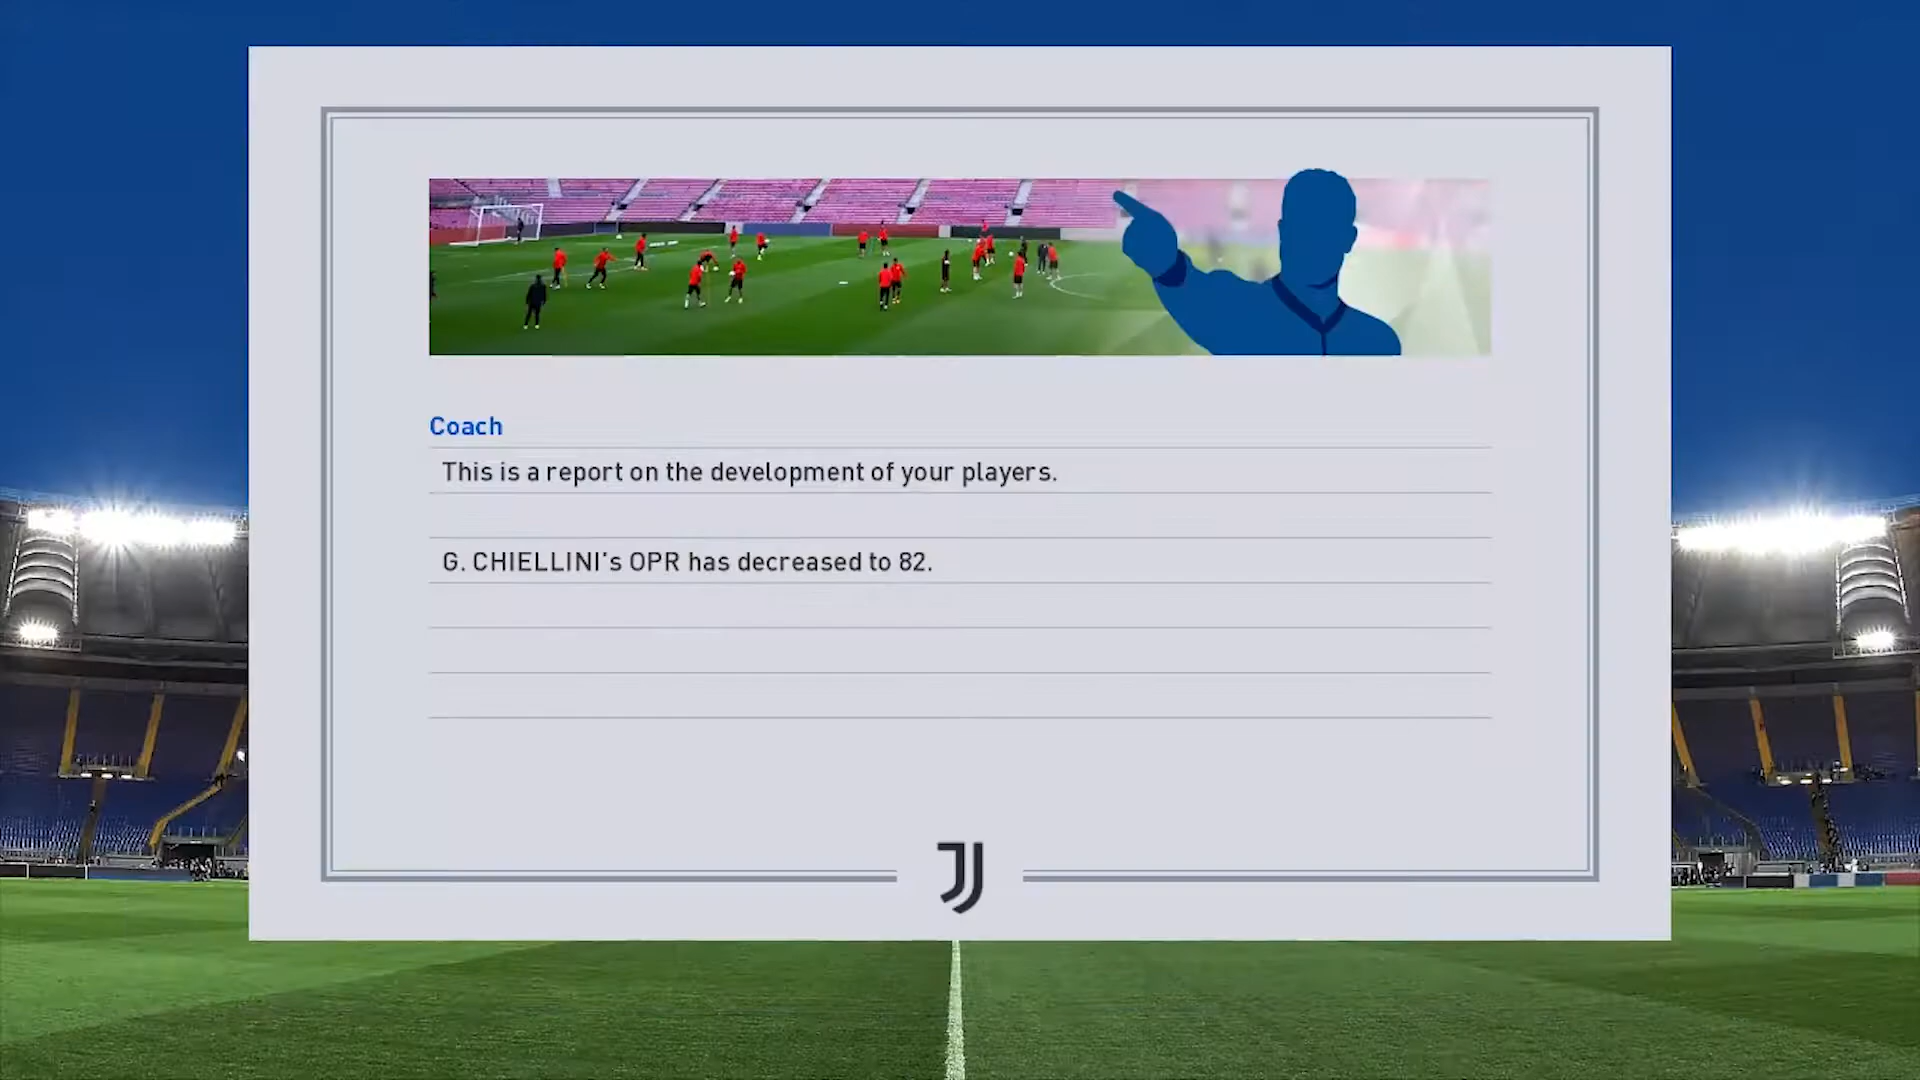 Coach
This is a report on the development of your players.
G. CHIELLINI's OPR has decreased to 82.